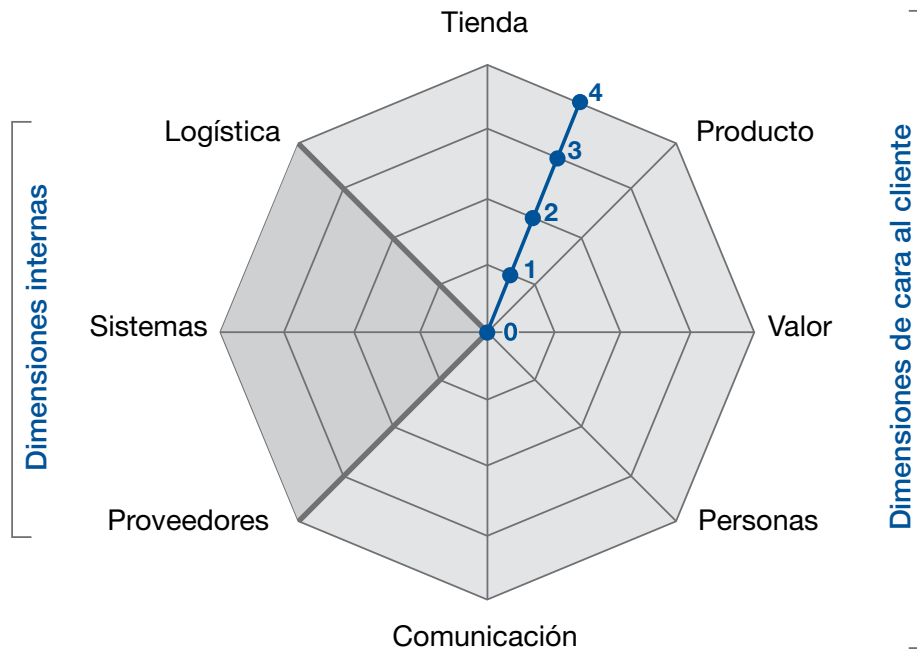 Tienda
4
Logística
Producto
3
Dimensiones internas
Dimensiones de cara al cliente
2
1
Sistemas
0
Valor
Proveedores
Personas
Comunicación